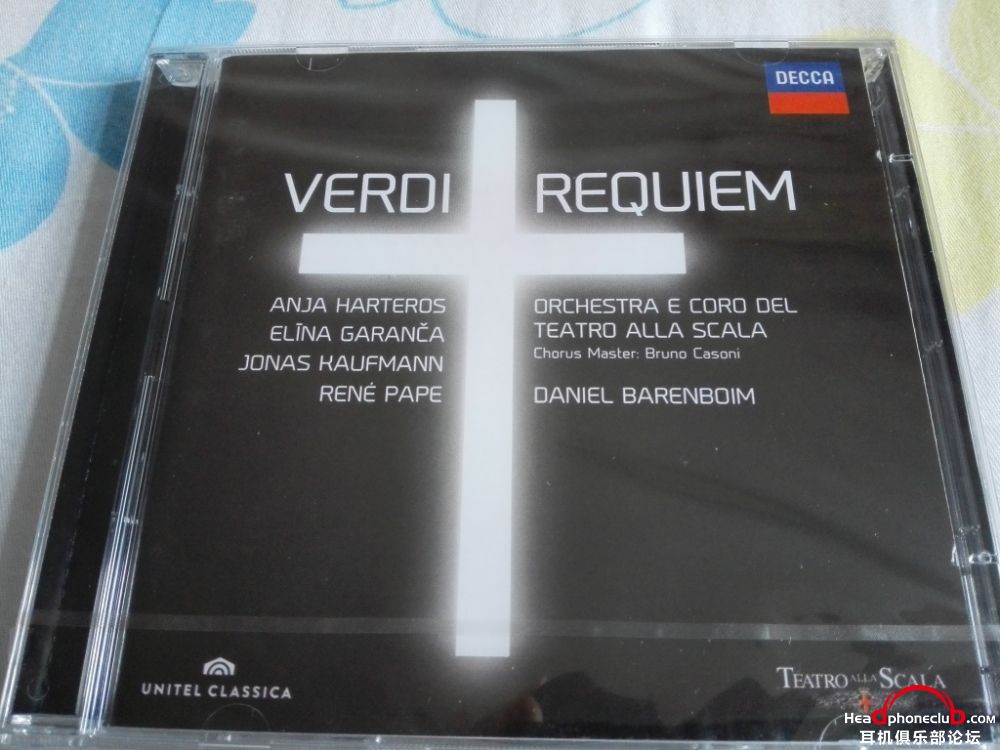 DECCA
VERDI REQUIEM
ANJA HARTEROS
ELĪNA GARANČA
JONAS KAUFMANN
RENÉ PAPE
ORCHESTRA E CORO DEL
TEATRO ALLA SCALA
Chorus Master: Bruno Casoni
DANIEL BARENBOIM
UNITEL CLASSICA
TEATRO ALLA SCALA
Headphoneclub.com
耳机俱乐部论坛